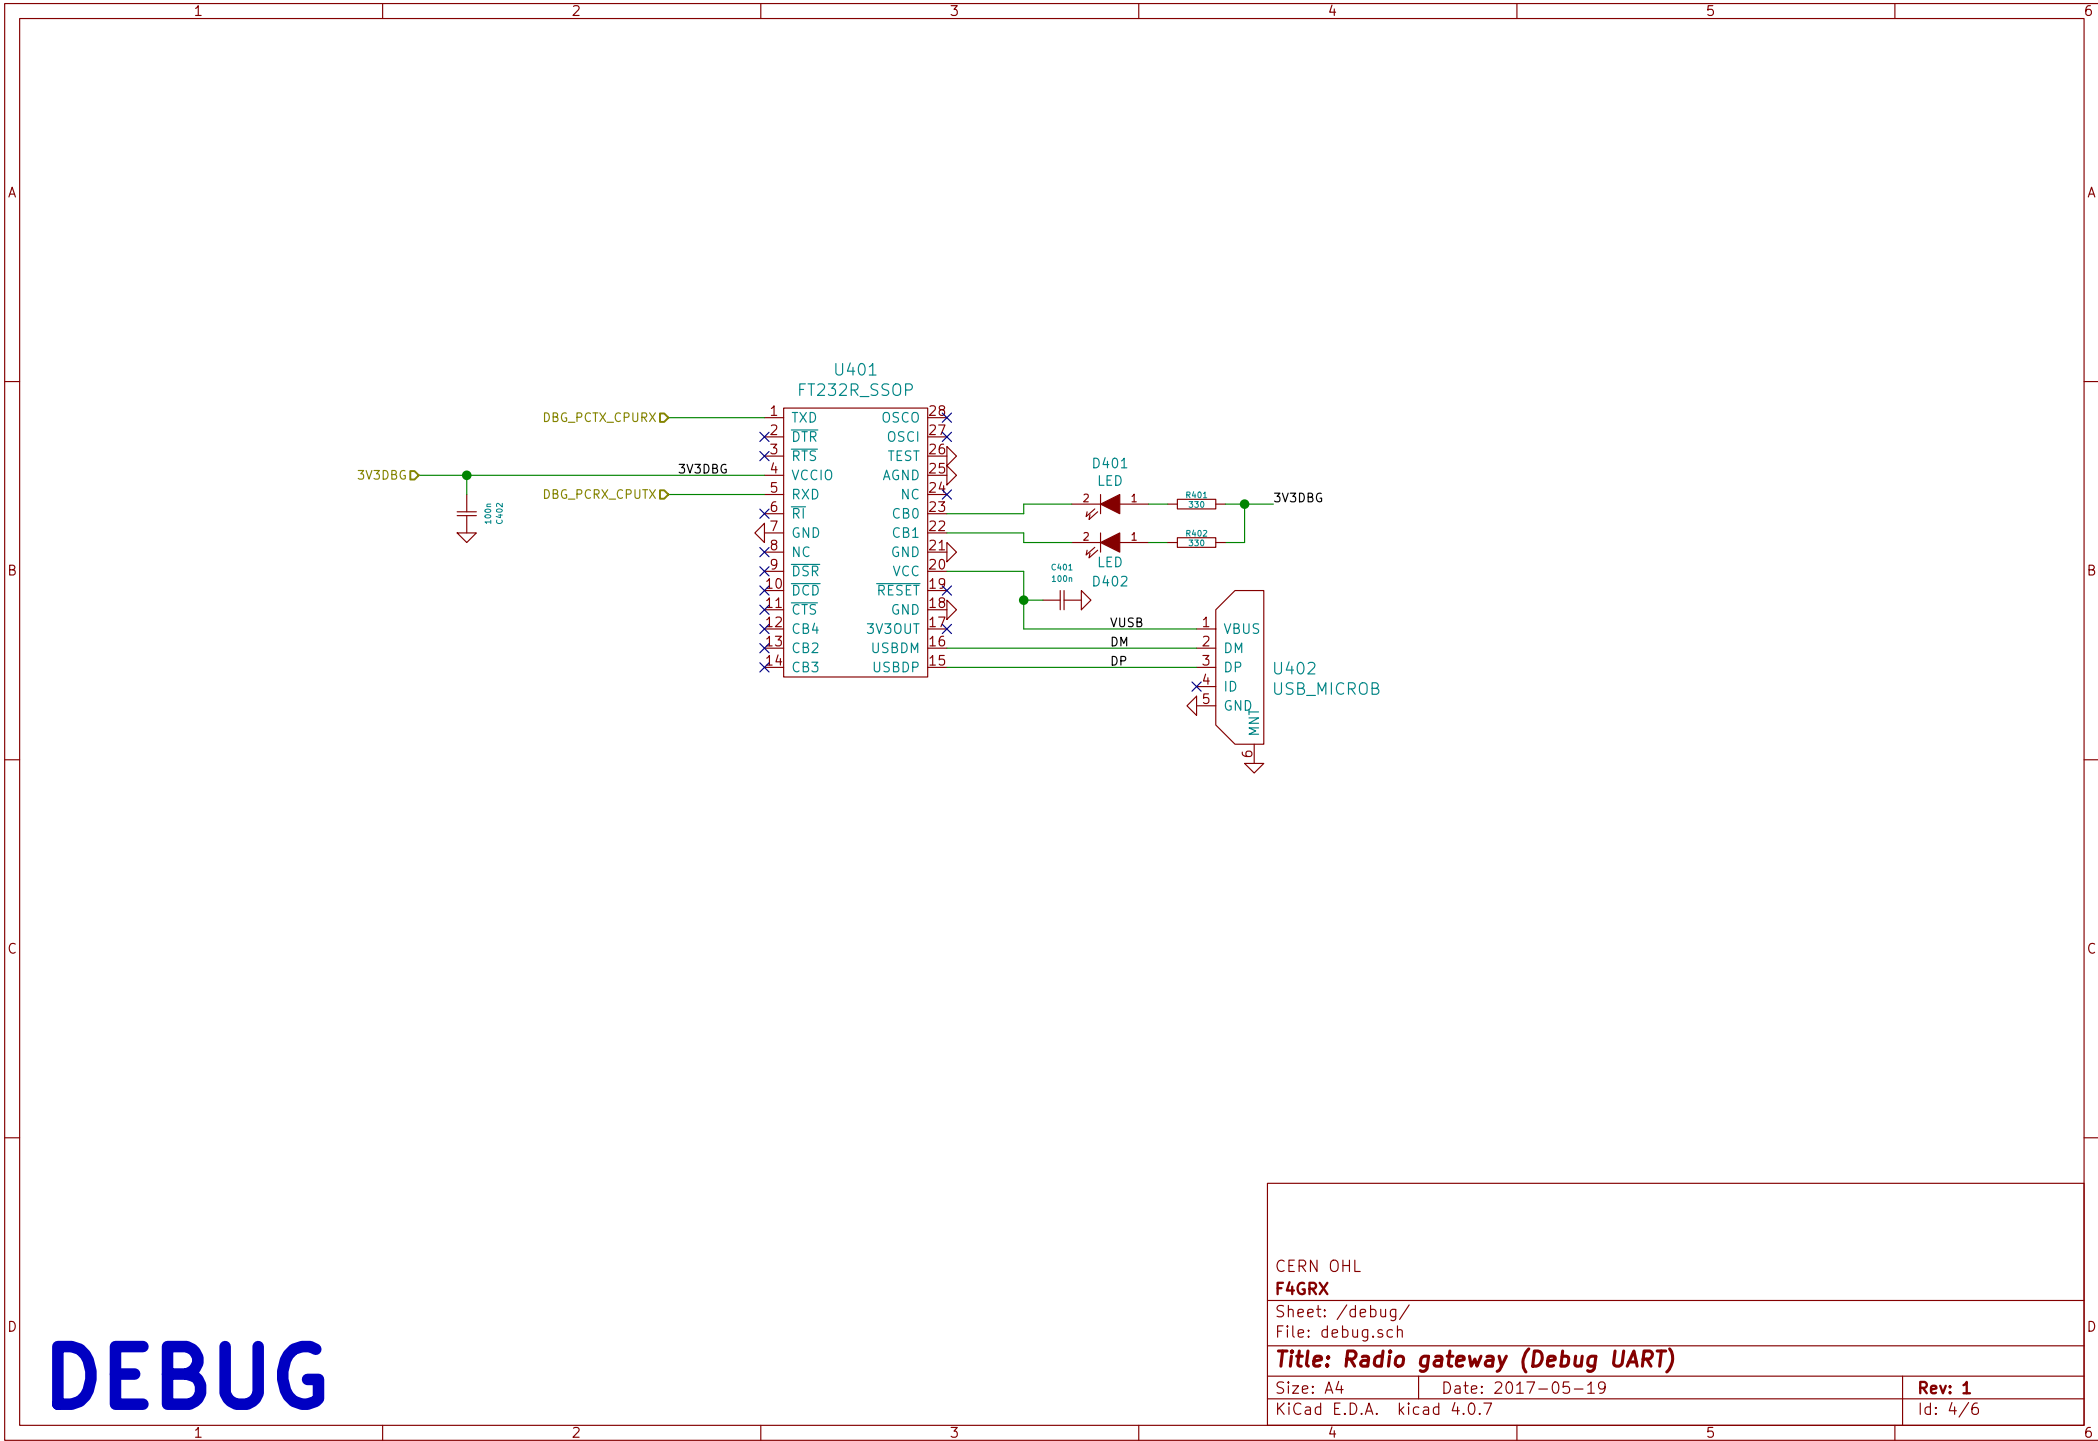 1 2 3 4 5 6
A A
B B
C C
D D
U401
FT232R_SSOP
DBG_PCTX_CPURX
3V3DBG
3V3DBG
DBG_PCRX_CPUTX
100n
C402
1 TXD
2 DTR
3 RTS
4 VCCIO
5 RXD
6 RI
7 GND
8 NC
9 DSR
10 DCD
11 CTS
12 CB4
13 CB2
14 CB3
OSCO 28
OSCI 27
TEST 26
AGND 25
NC 24
CB0 23
CB1 22
GND 21
VCC 20
RESET 19
GND 18
3V3OUT 17
USBDM 16
USBDP 15
D401
LED
2 1
R401
330
3V3DBG
2 1
R402
330
LED
D402
C401
100n
VUSB
DM
DP
1 VBUS
2 DM
3 DP
4 ID
5 GND
MNT
6
U402
USB_MICROB
CERN OHL
F4GRX
Sheet: /debug/
File: debug.sch
Title: Radio gateway (Debug UART)
Size: A4 Date: 2017-05-19 Rev: 1
KiCad E.D.A. kicad 4.0.7 Id: 4/6
DEBUG
1 2 3 4 5 6